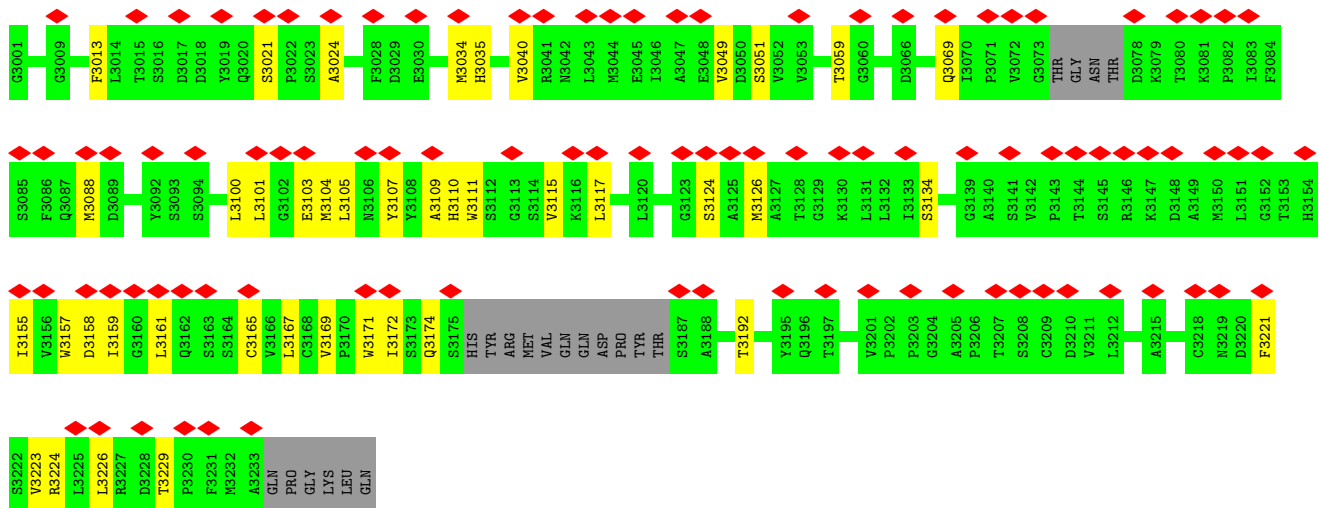 G3001 G3009 F3013 L3014 T3015 S3016 D3017 D3018 Y3019 Q3020 S3021 P3022 S3023 A3024 F3028 D3029 E3030 M3034 H3035 V3040 R3041 N3042 L3043 M3044 E3045 I3046 A3047 E3048 V3049 D3050 S3051 V3052 V3053 T3059 G3060 D3066 Q3069 I3070 P3071 V3072 G3073 THR GLY ASN THR D3078 K3079 T3080 K3081 P3082 I3083 F3084
S3085 F3086 Q3087 M3088 D3089 Y3092 S3093 S3094 L3100 L3101 G3102 E3103 M3104 L3105 N3106 Y3107 Y3108 A3109 H3110 W3111 S3112 G3113 S3114 V3115 K3116 L3117 L3120 G3123 S3124 A3125 M3126 A3127 T3128 G3129 K3130 L3131 L3132 I3133 S3134 G3139 A3140 S3141 V3142 P3143 T3144 S3145 R3146 K3147 D3148 A3149 M3150 L3151 G3152 T3153 H3154
I3155 V3156 W3157 D3158 I3159 G3160 L3161 Q3162 S3163 S3164 C3165 V3166 L3167 C3168 V3169 P3170 W3171 I3172 Q3174 S3173 S3175 HIS TYR ARG MET VAL GLN GLN ASP PRO TYR THR S3187 A3188 T3192 Y3195 Q3196 T3197 V3201 P3202 P3203 G3204 A3205 P3206 T3207 S3208 C3209 D3210 V3211 L3212 A3215 C3218 N3219 D3220 F3221
S3222 V3223 R3224 L3225 L3226 R3227 D3228 T3229 P3230 F3231 M3232 A3233 GLN PRO GLY LYS LEU GLN